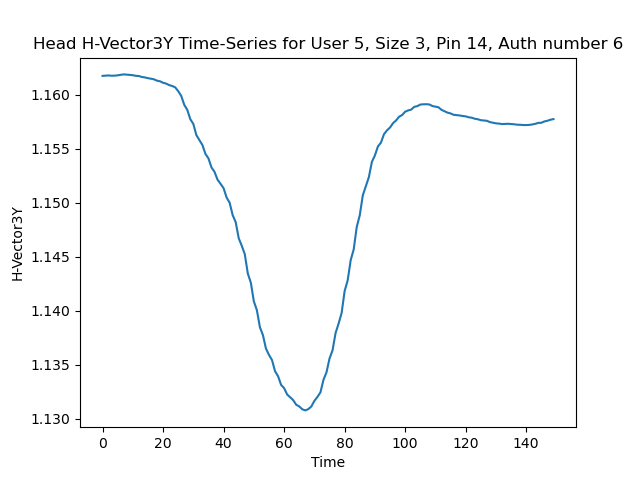 Head H-Vector3Y Time-Series for User 5, Size 3, Pin 14, Auth number 6
H-Vector3Y
1.160
1.155
1.150
1.145
1.140
1.135
1.130
0 20 40 60 80 100 120 140
Time